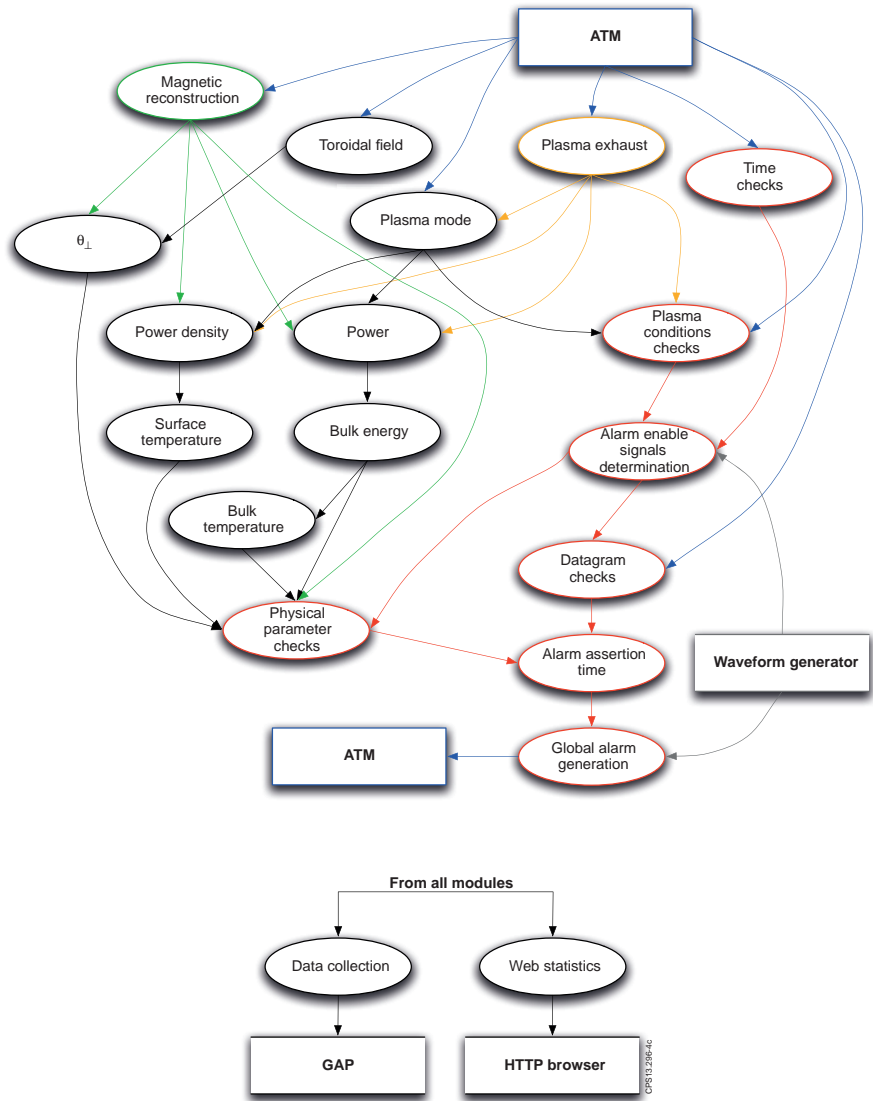 ATM
Magnetic
reconstruction
Toroidal field
Plasma exhaust
Time
checks
θ⊥
Plasma mode
Power density
Power
Plasma
conditions
checks
Surface
temperature
Bulk energy
Alarm enable
signals
determination
Bulk
temperature
Datagram
checks
Physical
parameter
checks
Alarm assertion
time
Waveform generator
ATM
Global alarm
generation
From all modules
Data collection
Web statistics
GAP
HTTP browser
CPS13.296-4c